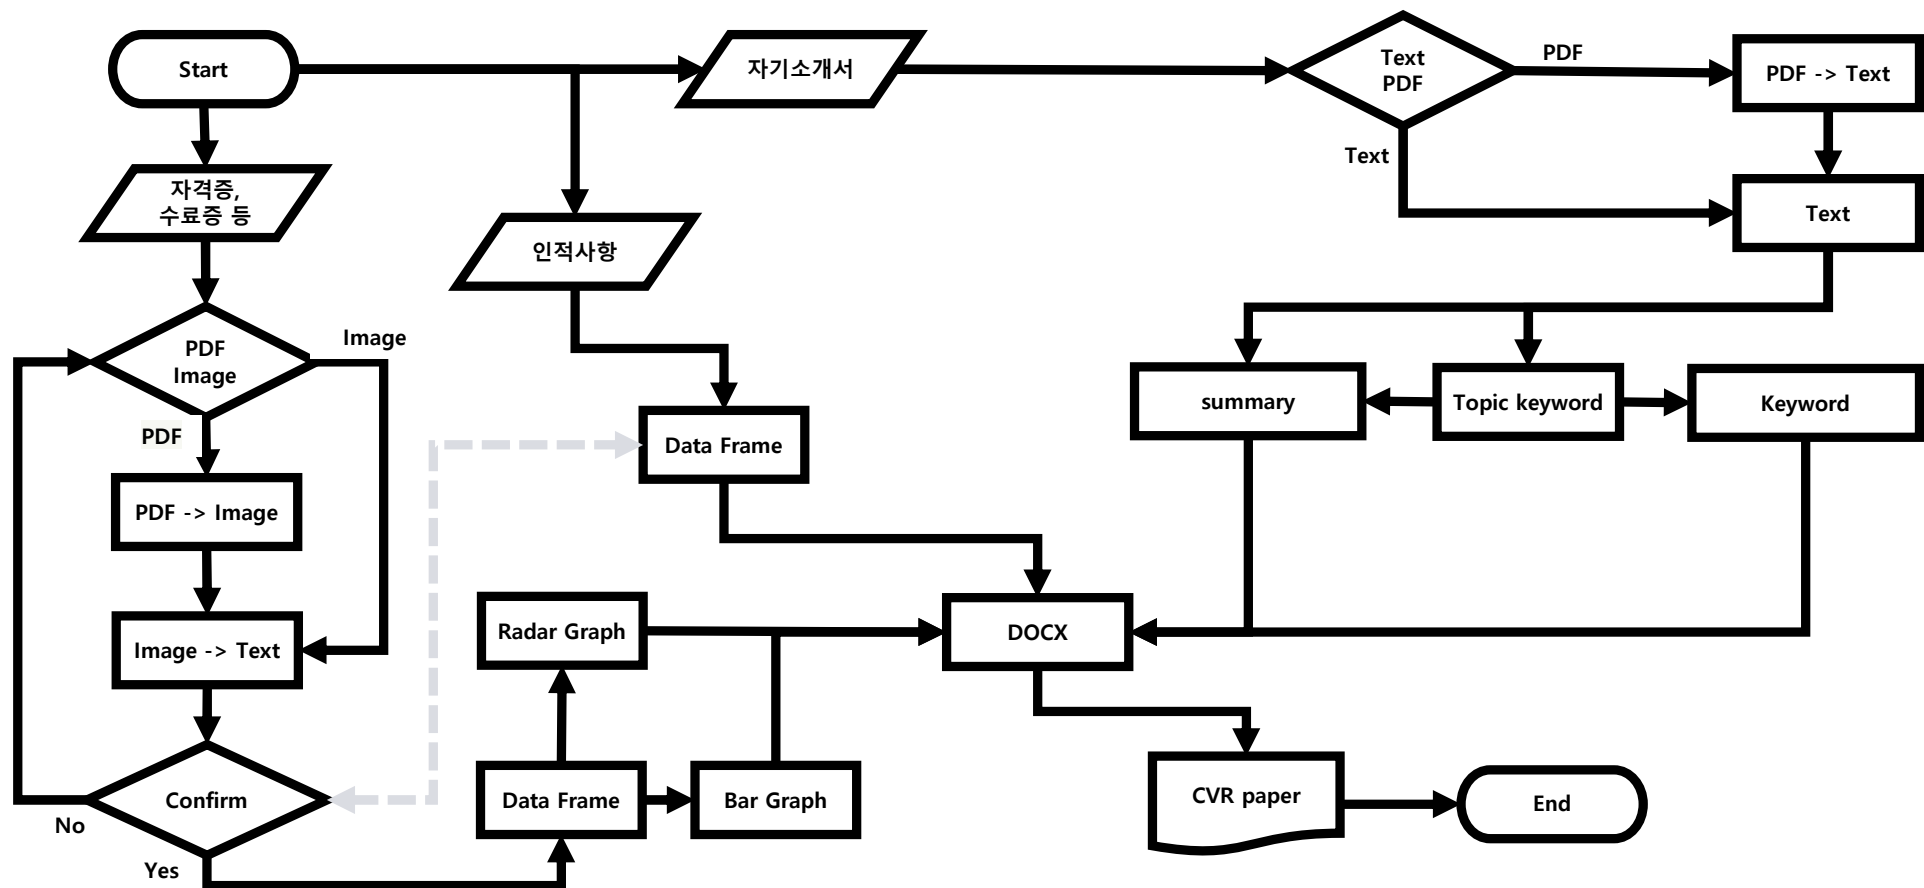 Start
자기소개서
Text
PDF
PDF
PDF -> Text
Text
Text
자격증,
수료증 등
인적사항
PDF
Image
Image
PDF
PDF -> Image
Image -> Text
Confirm
No
Yes
Data Frame
summary
Topic keyword
Keyword
Radar Graph
DOCX
Data Frame
Bar Graph
CVR paper
End